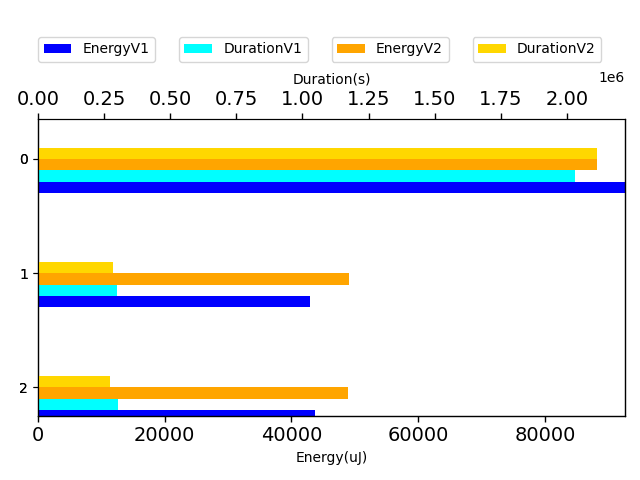 EnergyV1 DurationV1 EnergyV2 DurationV2
Duration(s)
1e6
0.00 0.25 0.50 0.75 1.00 1.25 1.50 1.75 2.00
0
1
2
0 20000 40000 60000 80000
Energy(uJ)